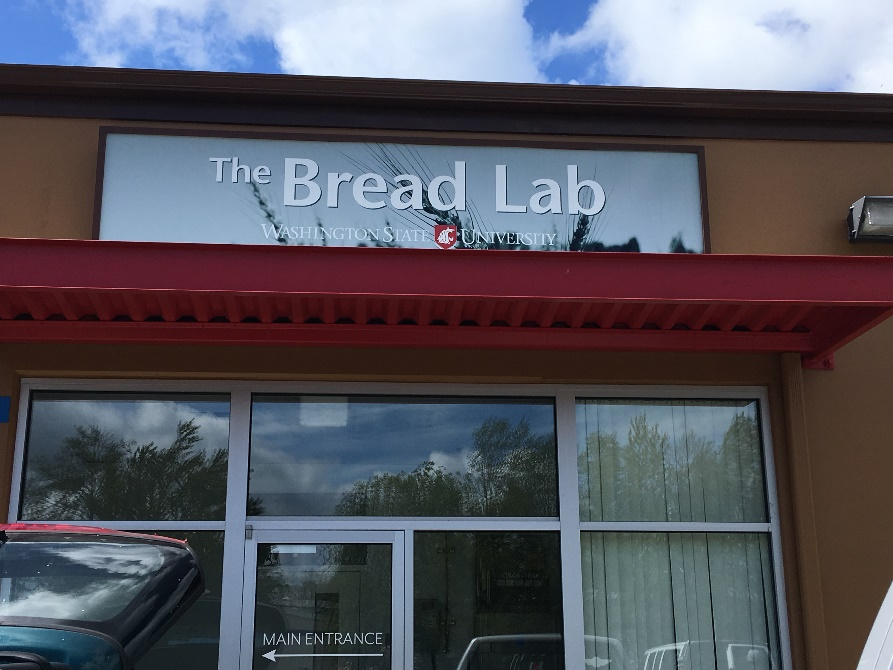 The Bread Lab
WASHINGTON STATE UNIVERSITY
MAIN ENTRANCE